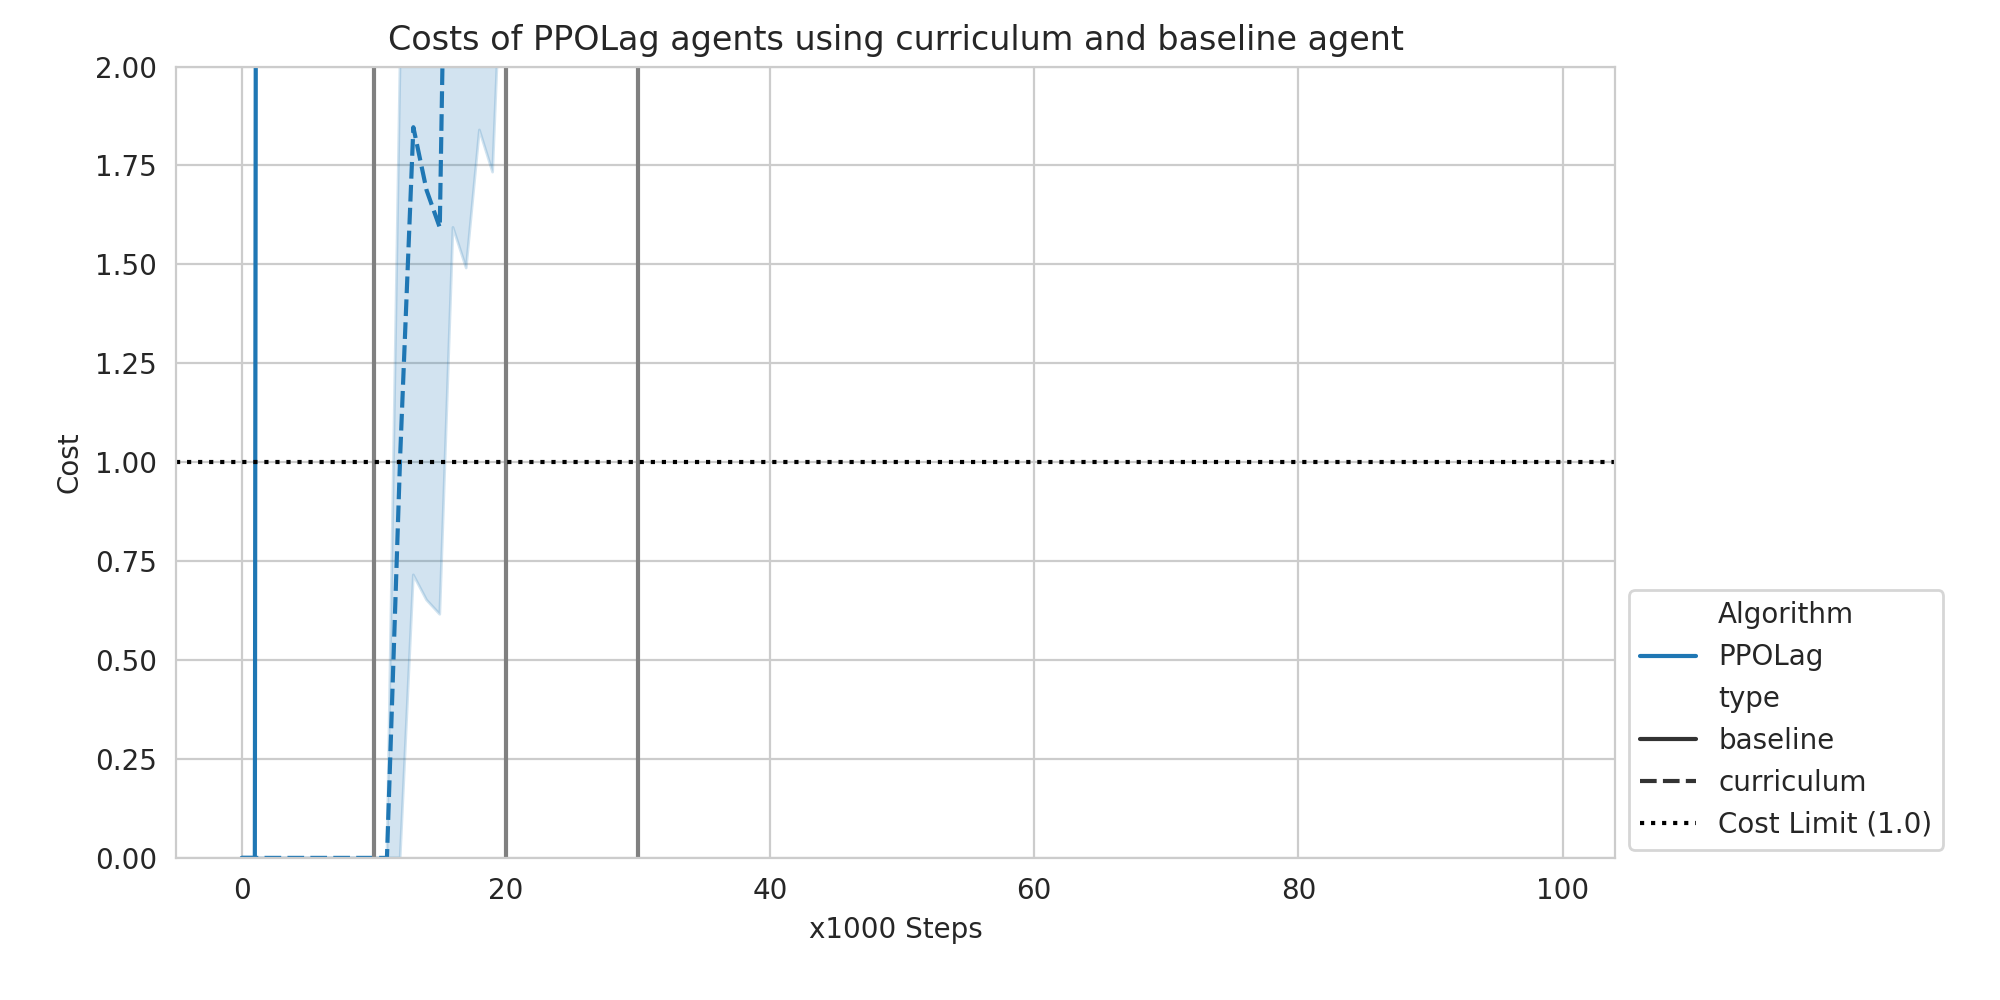 Costs of PPOLag agents using curriculum and baseline agent
2.00
1.75
1.50
1.25
1.00
0.75
0.50
0.25
0.00
Cost
0 20 40 60 80 100
x1000 Steps
Algorithm
PPOLag
type
baseline
curriculum
Cost Limit (1.0)